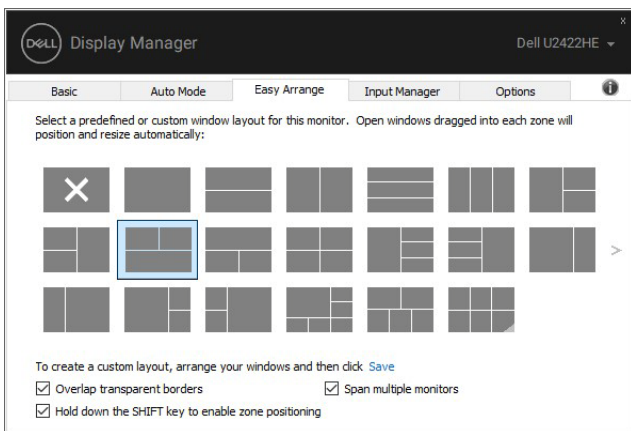 x
DELL Display Manager Dell U2422HE
Basic Auto Mode Easy Arrange Input Manager Options i
Select a predefined or custom window layout for this monitor. Open windows dragged into each zone will
position and resize automatically:
>
To create a custom layout, arrange your windows and then click Save
Overlap transparent borders Span multiple monitors
Hold down the SHIFT key to enable zone positioning